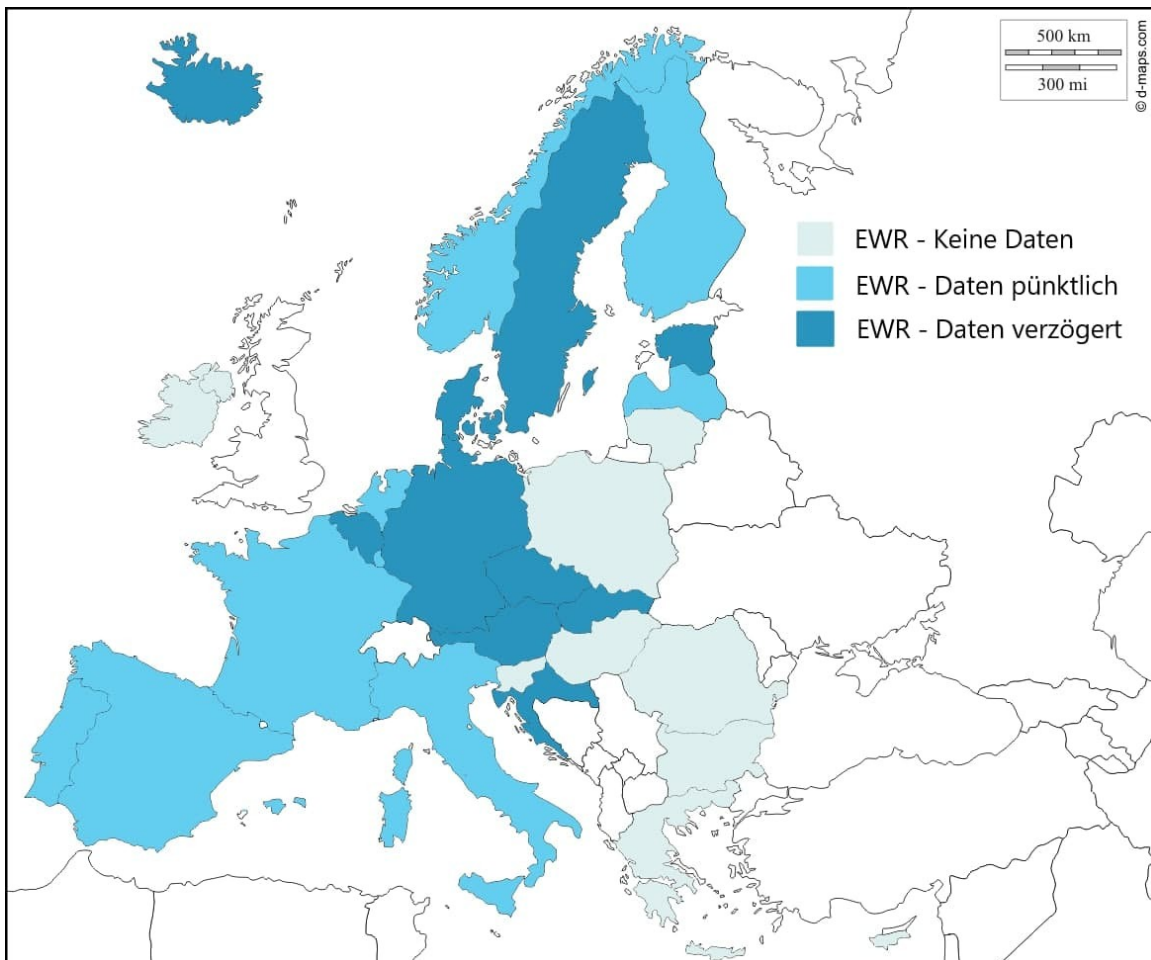 500 km
300 mi
© d-maps.com
EWR - Keine Daten
EWR - Daten pünktlich
EWR - Daten verzögert